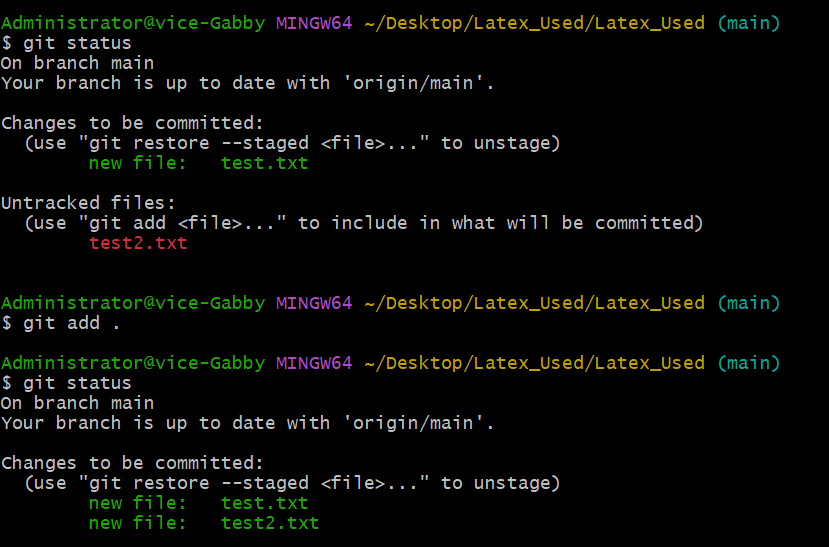 Administrator@vice-Gabby MINGW64 ~/Desktop/Latex_Used/Latex_Used (main)
$ git status
On branch main
Your branch is up to date with 'origin/main'.
Changes to be committed:
  (use "git restore --staged <file>..." to unstage)
        new file:   test.txt
Untracked files:
  (use "git add <file>..." to include in what will be committed)
        test2.txt
Administrator@vice-Gabby MINGW64 ~/Desktop/Latex_Used/Latex_Used (main)
$ git add .
Administrator@vice-Gabby MINGW64 ~/Desktop/Latex_Used/Latex_Used (main)
$ git status
On branch main
Your branch is up to date with 'origin/main'.
Changes to be committed:
  (use "git restore --staged <file>..." to unstage)
        new file:   test.txt
        new file:   test2.txt